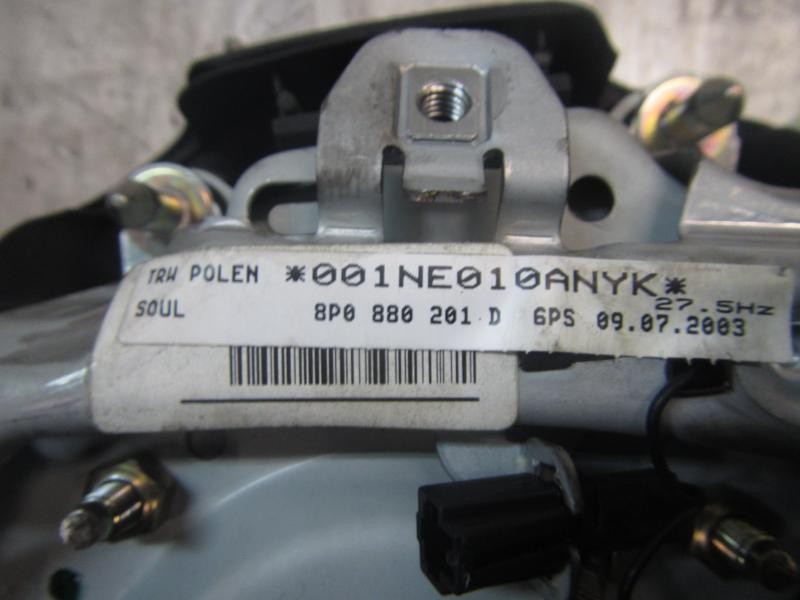 TRW POLEN *001NE010ANYK*
27.5Hz
SOUL 8P0 880 201 D 6PS 09.07.2003